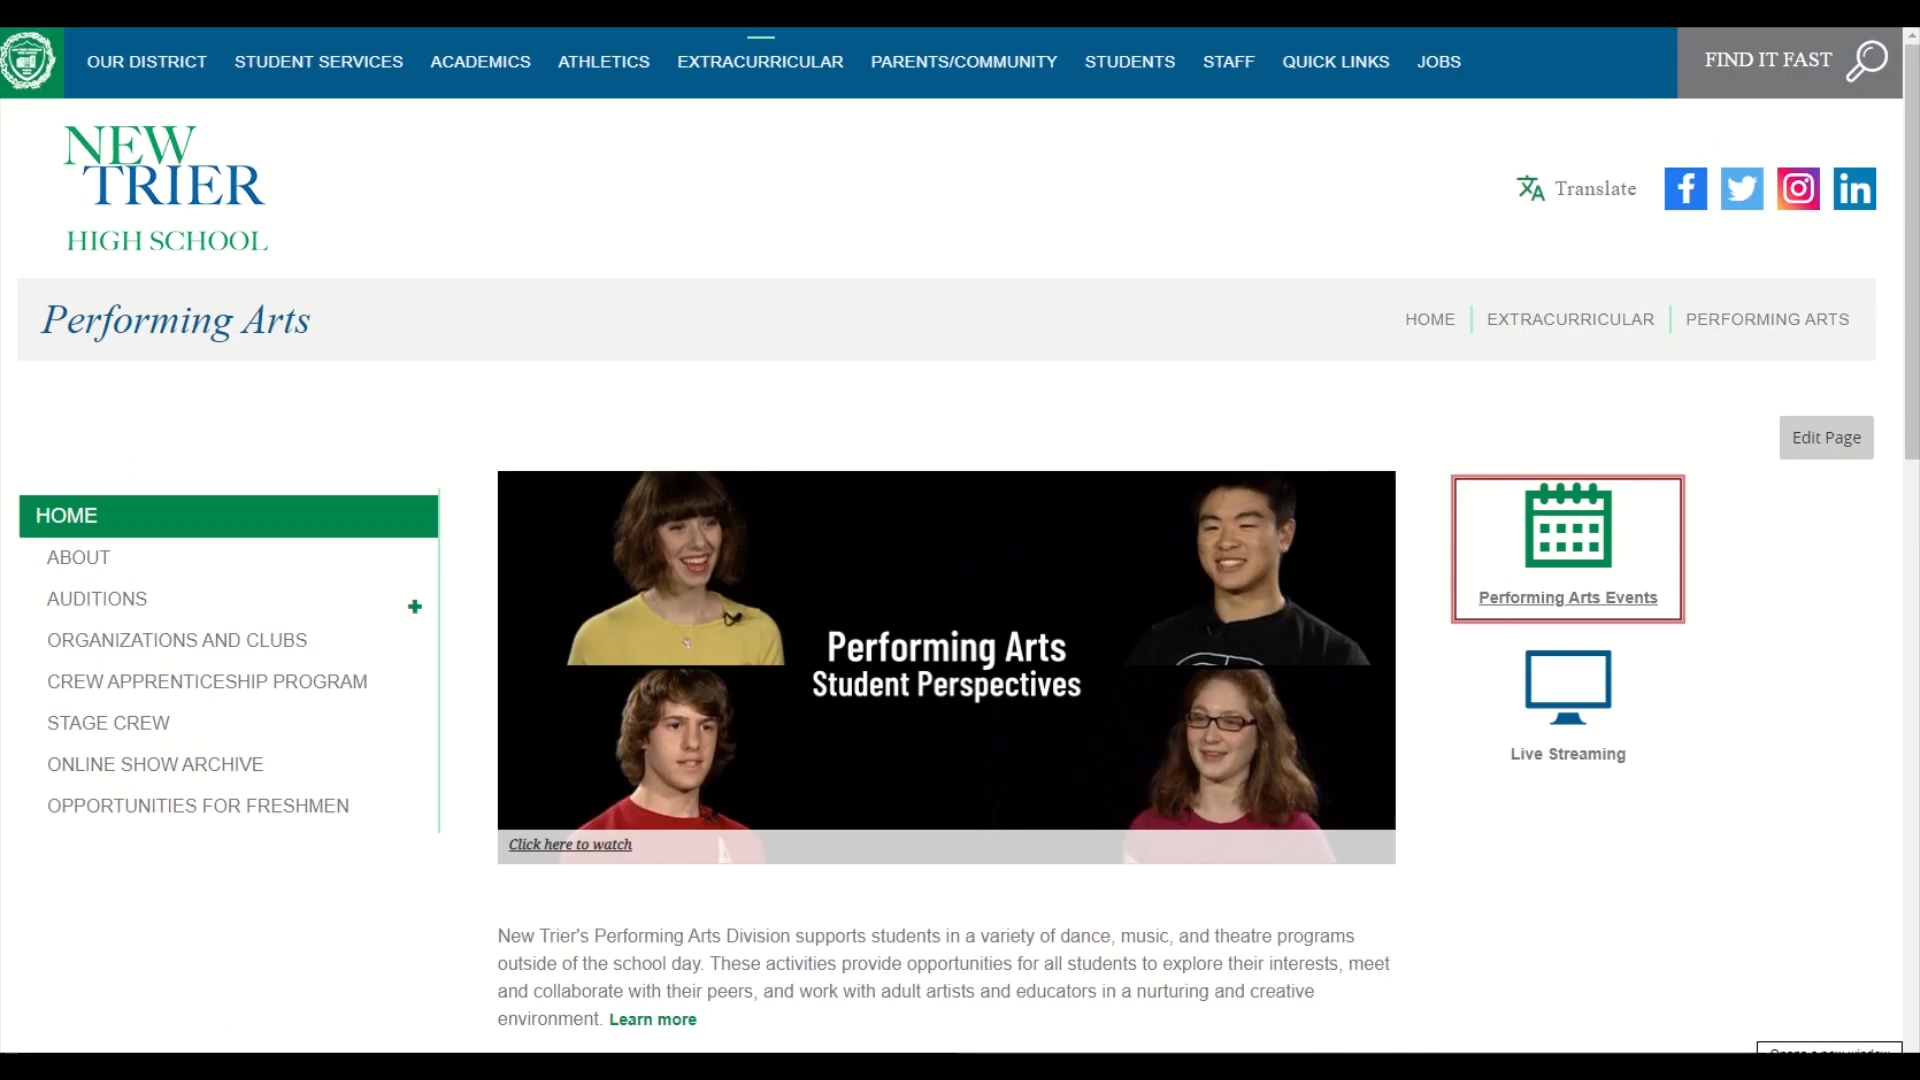 OUR DISTRICT STUDENT SERVICES ACADEMICS ATHLETICS EXTRACURRICULAR PARENTS/COMMUNITY STUDENTS STAFF QUICK LINKS JOBS FIND IT FAST
NEW
TRIER
HIGH SCHOOL
Translate
Performing Arts
HOME EXTRACURRICULAR PERFORMING ARTS
Edit Page
HOME
ABOUT
AUDITIONS
ORGANIZATIONS AND CLUBS
CREW APPRENTICESHIP PROGRAM
STAGE CREW
ONLINE SHOW ARCHIVE
OPPORTUNITIES FOR FRESHMEN
Performing Arts
Student Perspectives
Click here to watch
Performing Arts Events
Live Streaming
New Trier's Performing Arts Division supports students in a variety of dance, music, and theatre programs
outside of the school day. These activities provide opportunities for all students to explore their interests, meet
and collaborate with their peers, and work with adult artists and educators in a nurturing and creative
environment. Learn more